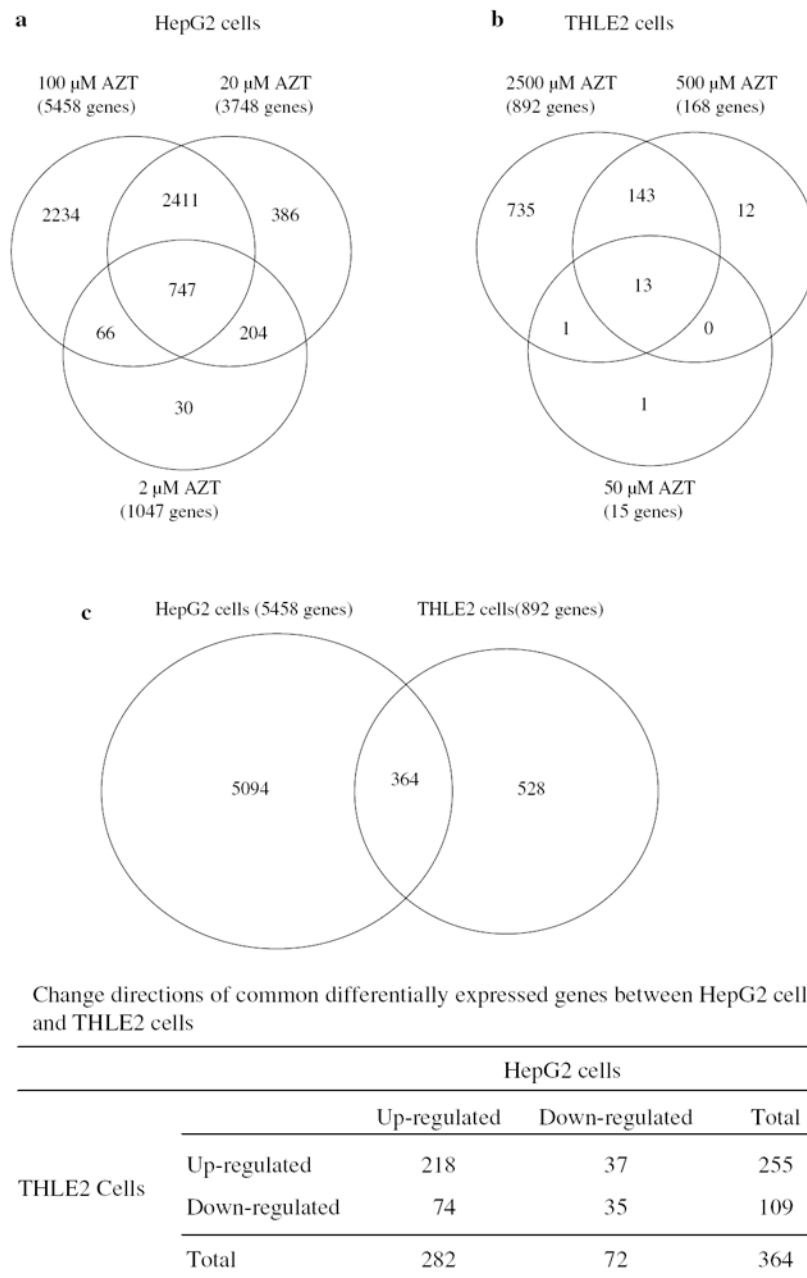 a
HepG2 cells
100 µM AZT
(5458 genes)
20 µM AZT
(3748 genes)
2234
2411
386
747
66
204
30
2 µM AZT
(1047 genes)
b
THLE2 cells
2500 µM AZT
(892 genes)
500 µM AZT
(168 genes)
735
143
12
13
1
0
1
50 µM AZT
(15 genes)
c
HepG2 cells (5458 genes)
THLE2 cells(892 genes)
5094
364
528
Change directions of common differentially expressed genes between HepG2 cell
and THLE2 cells
HepG2 cells
Up-regulated Down-regulated Total
THLE2 Cells
Up-regulated 218 37 255
Down-regulated 74 35 109
Total 282 72 364